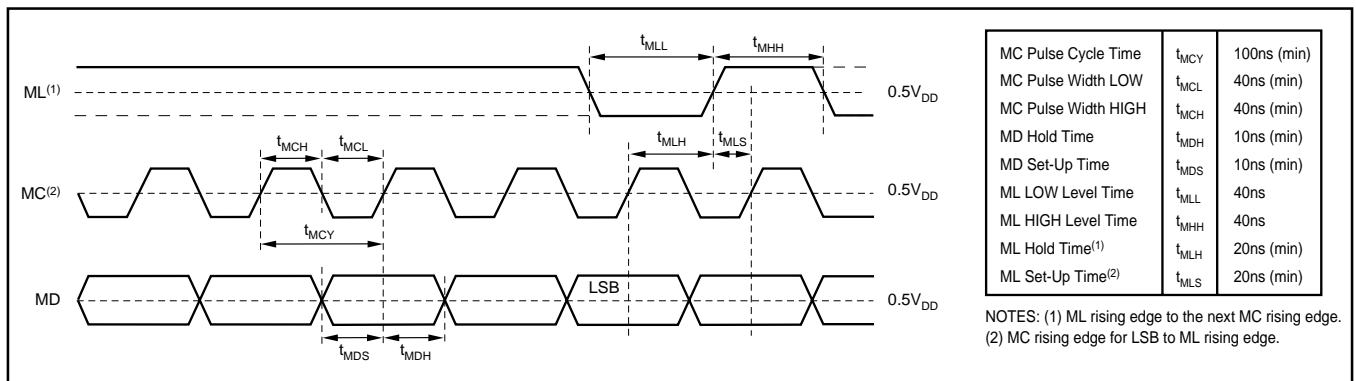 t_MLL
t_MHH
ML(1)
0.5V_DD
t_MCH
t_MCL
t_MLH
t_MLS
MC(2)
0.5V_DD
t_MCY
MD
LSB
0.5V_DD
t_MDS
t_MDH
MC Pulse Cycle Time t_MCY 100ns (min)
MC Pulse Width LOW t_MCL 40ns (min)
MC Pulse Width HIGH t_MCH 40ns (min)
MD Hold Time t_MDH 10ns (min)
MD Set-Up Time t_MDS 10ns (min)
ML LOW Level Time t_MLL 40ns
ML HIGH Level Time t_MHH 40ns
ML Hold Time(1) t_MLH 20ns (min)
ML Set-Up Time(2) t_MLS 20ns (min)
NOTES: (1) ML rising edge to the next MC rising edge.
(2) MC rising edge for LSB to ML rising edge.